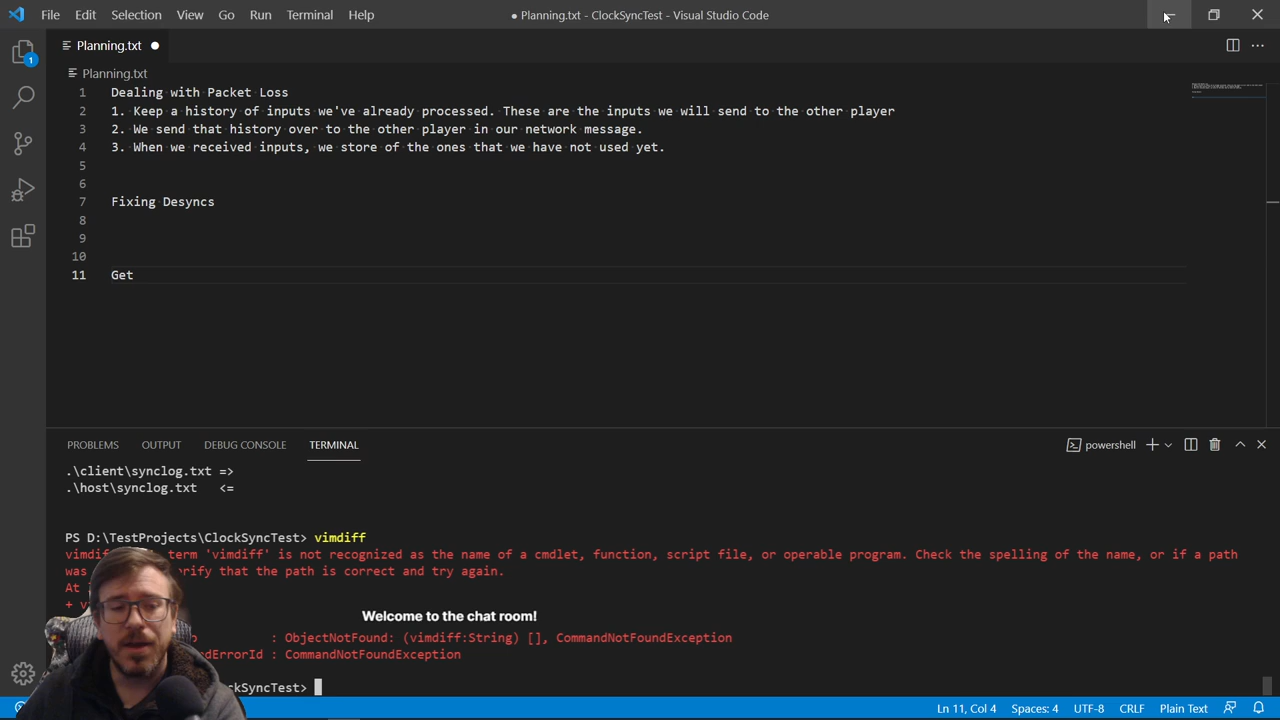 File Edit Selection View Go Run Terminal Help
● Planning.txt - ClockSyncTest - Visual Studio Code
Planning.txt
Planning.txt
1
1 Dealing with Packet Loss
2 1. Keep a history of inputs we've already processed. These are the inputs we will send to the other player
3 2. We send that history over to the other player in our network message.
4 3. When we received inputs, we store of the ones that we have not used yet.
5
6
7 Fixing Desyncs
8
9
10
11 Get
PROBLEMS OUTPUT DEBUG CONSOLE TERMINAL
powershell
.\client\synclog.txt =>
.\host\synclog.txt <=
PS D:\TestProjects\ClockSyncTest> vimdiff
vimdif term 'vimdiff' is not recognized as the name of a cmdlet, function, script file, or operable program. Check the spelling of the name, or if a path
was erify that the path is correct and try again.
At
+ v
Welcome to the chat room!
: ObjectNotFound: (vimdiff:String) [], CommandNotFoundException
edErrorId : CommandNotFoundException
ckSyncTest>
Ln 11, Col 4 Spaces: 4 UTF-8 CRLF Plain Text